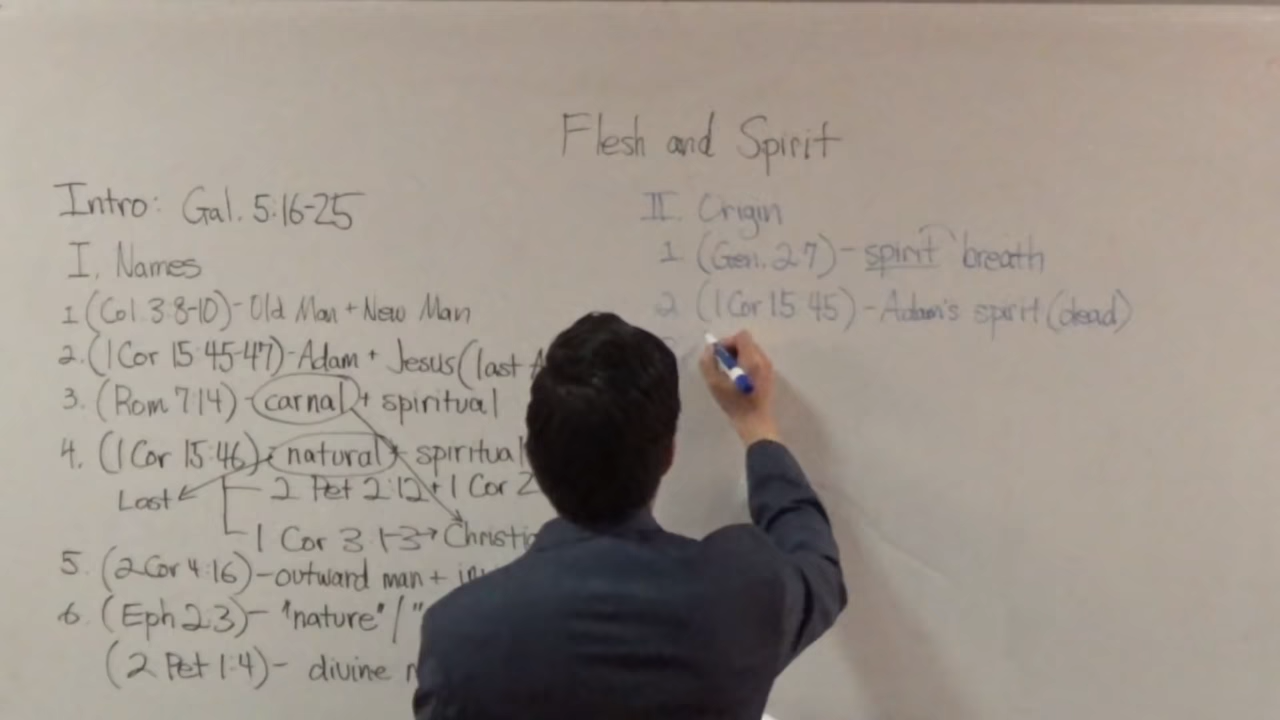 Flesh and Spirit
Intro: Gal. 5:16-25
I. Names
1 (Col 3:8-10)- Old Man + New Man
2. (1 Cor 15:45-47)- Adam + Jesus (last
3. (Rom 7:14) - carnal + spiritual
4. (1 Cor 15:46) - natural + spiritual
Lost
2 Pet 2:12 + 1 Cor 2
1 Cor 3 1-3 → Christi
5. (2 Cor 4:16) - outward man +
6. (Eph 2:3)- "nature" / "
(2 Pet 1:4)- divine
II. Origin
1 (Gen. 2:7) - spirit breath
2 (1 Cor 15:45) - Adam's spirit (dead)